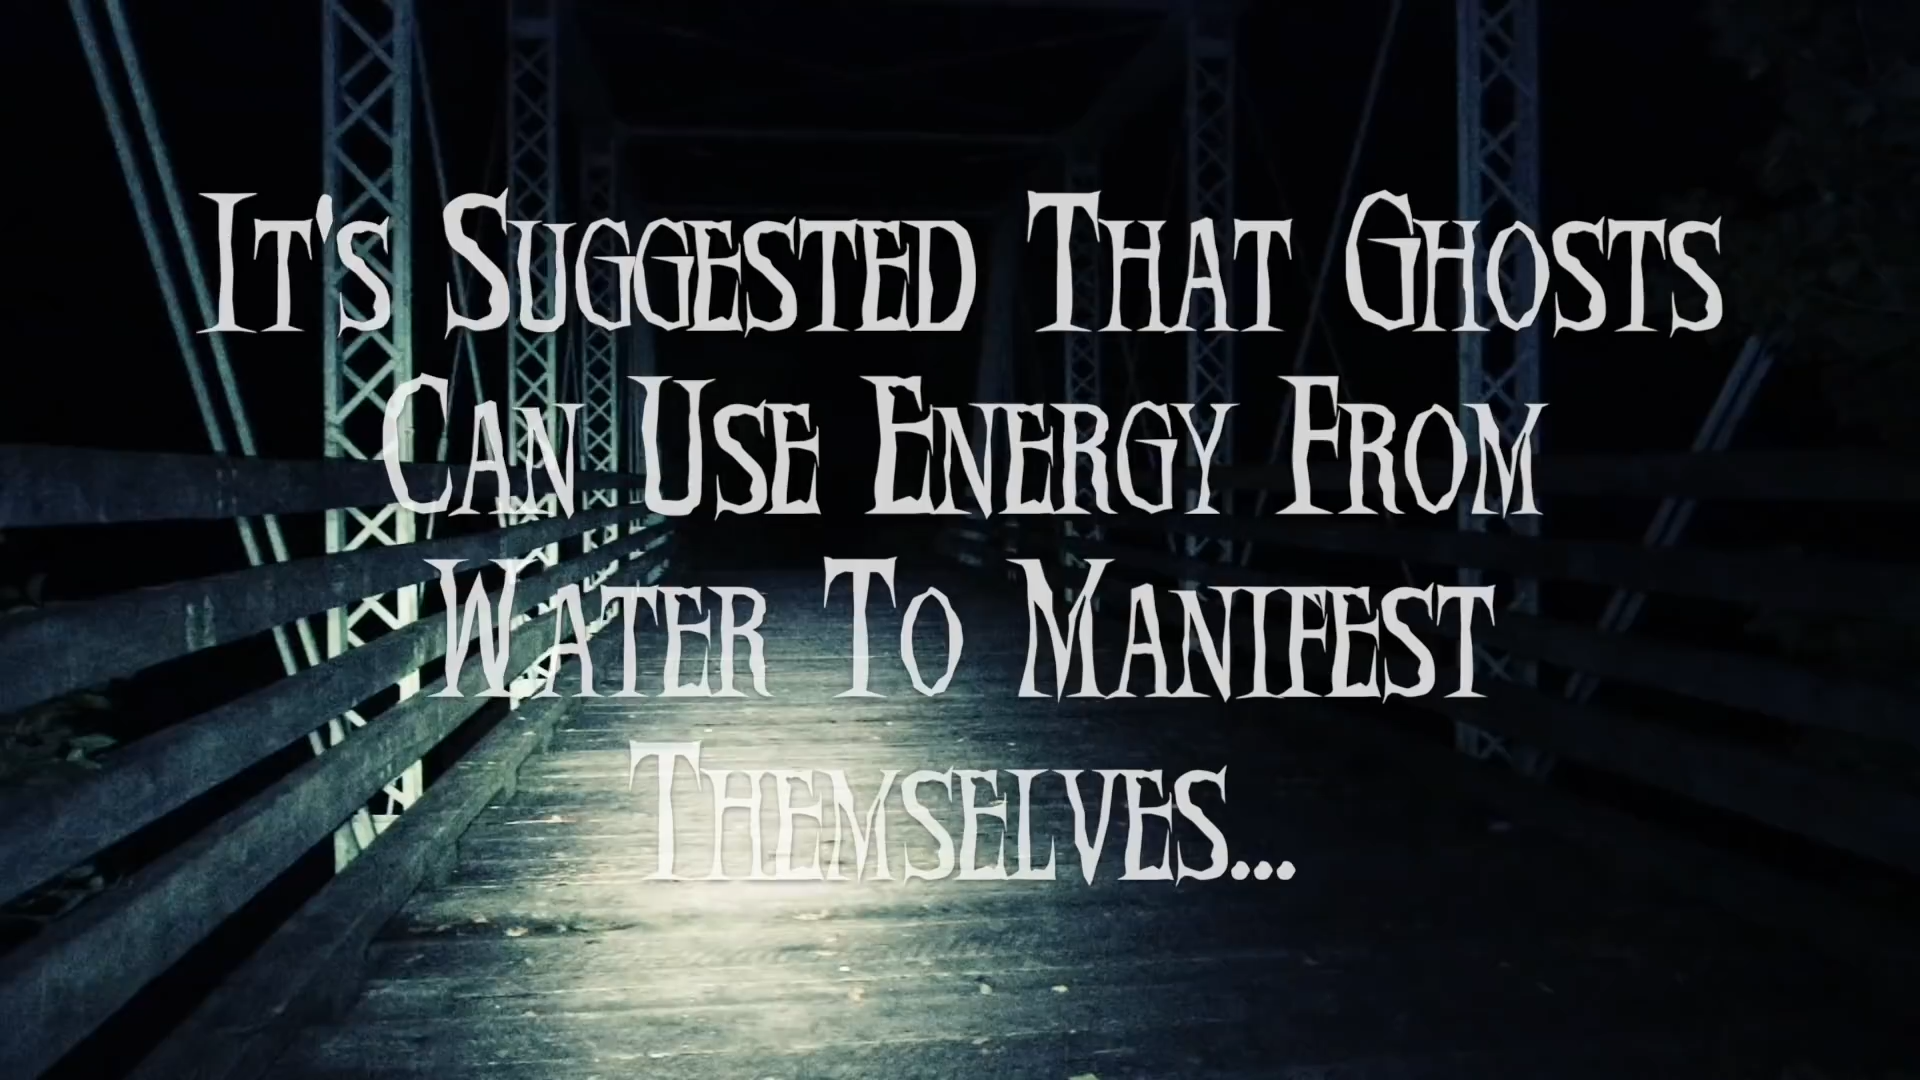 It's Suggested That Ghosts
Can Use Energy From
Water To Manifest
Themselves...